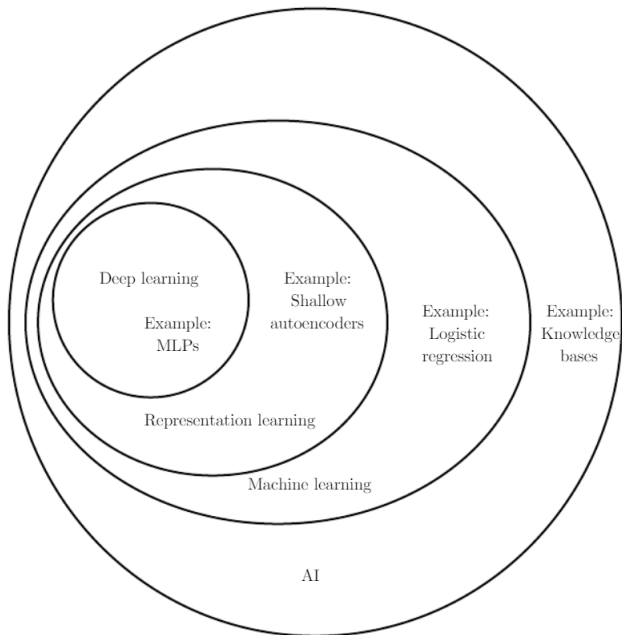 Deep learning
Example:
MLPs
Example:
Shallow
autoencoders
Example:
Logistic
regression
Example:
Knowledge
bases
Representation learning
Machine learning
AI